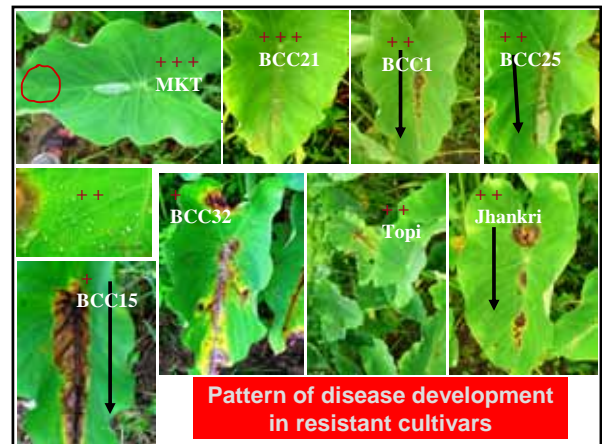 + + +
MKT
+ + +
BCC21
+ +
BCC1
+ +
BCC25
+ +
+
BCC32
+ +
Topi
+ +
Jhankri
+
BCC15
Pattern of disease development
in resistant cultivars